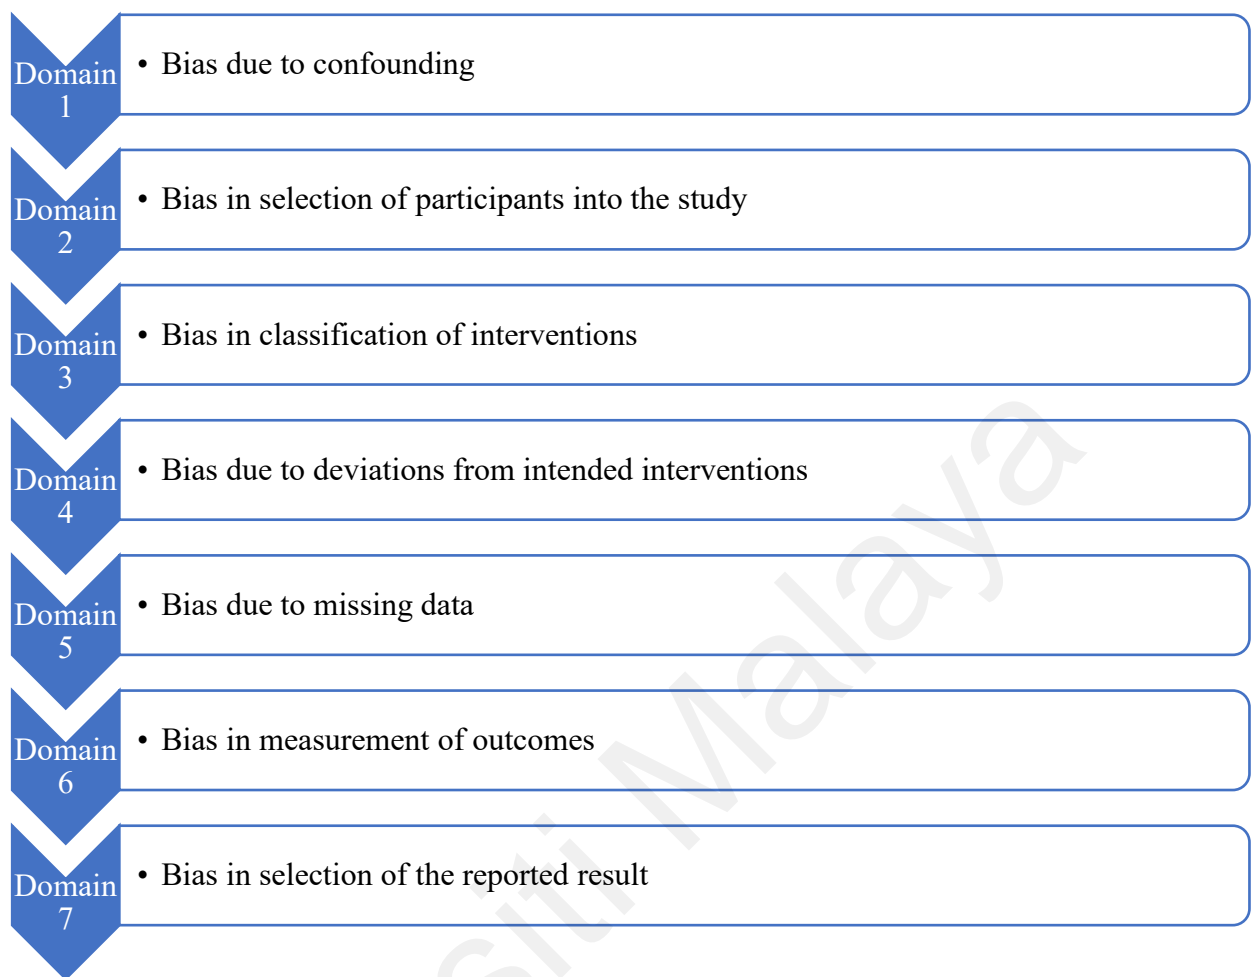 Domain
1
• Bias due to confounding
Domain
2
• Bias in selection of participants into the study
Domain
3
• Bias in classification of interventions
Domain
4
• Bias due to deviations from intended interventions
Domain
5
• Bias due to missing data
Domain
6
• Bias in measurement of outcomes
Domain
7
• Bias in selection of the reported result
siti Malaya